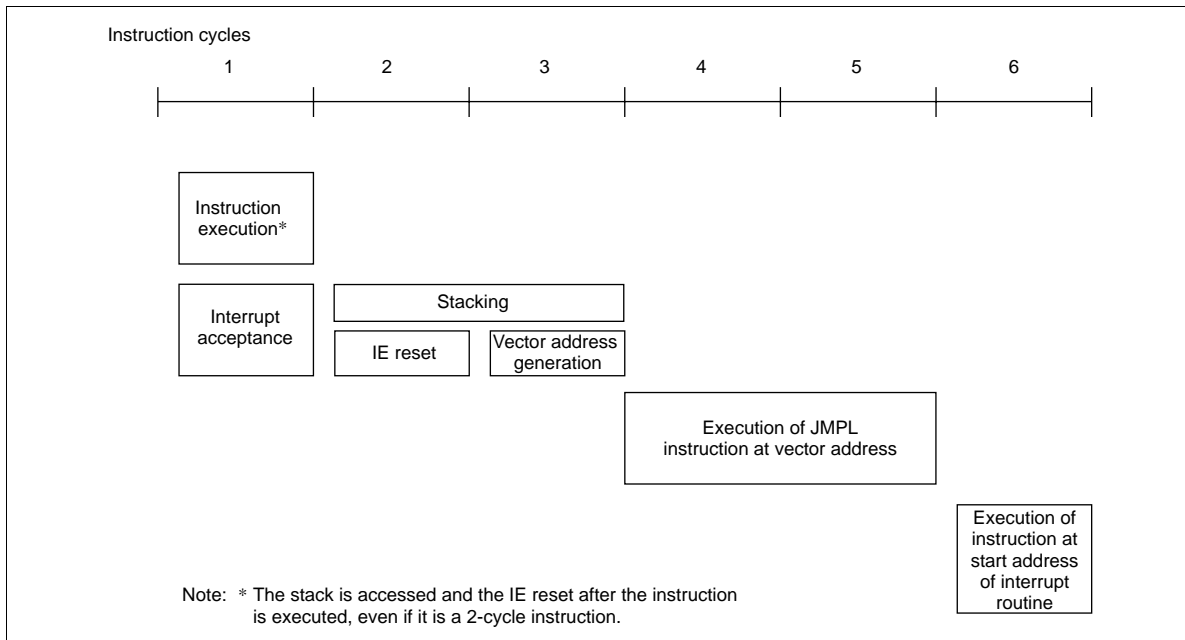 Instruction cycles
1 2 3 4 5 6
Instruction
execution*
Interrupt
acceptance
Stacking
IE reset
Vector address
generation
Execution of JMPL
instruction at vector address
Execution of
instruction at
start address
of interrupt
routine
Note: * The stack is accessed and the IE reset after the instruction
is executed, even if it is a 2-cycle instruction.